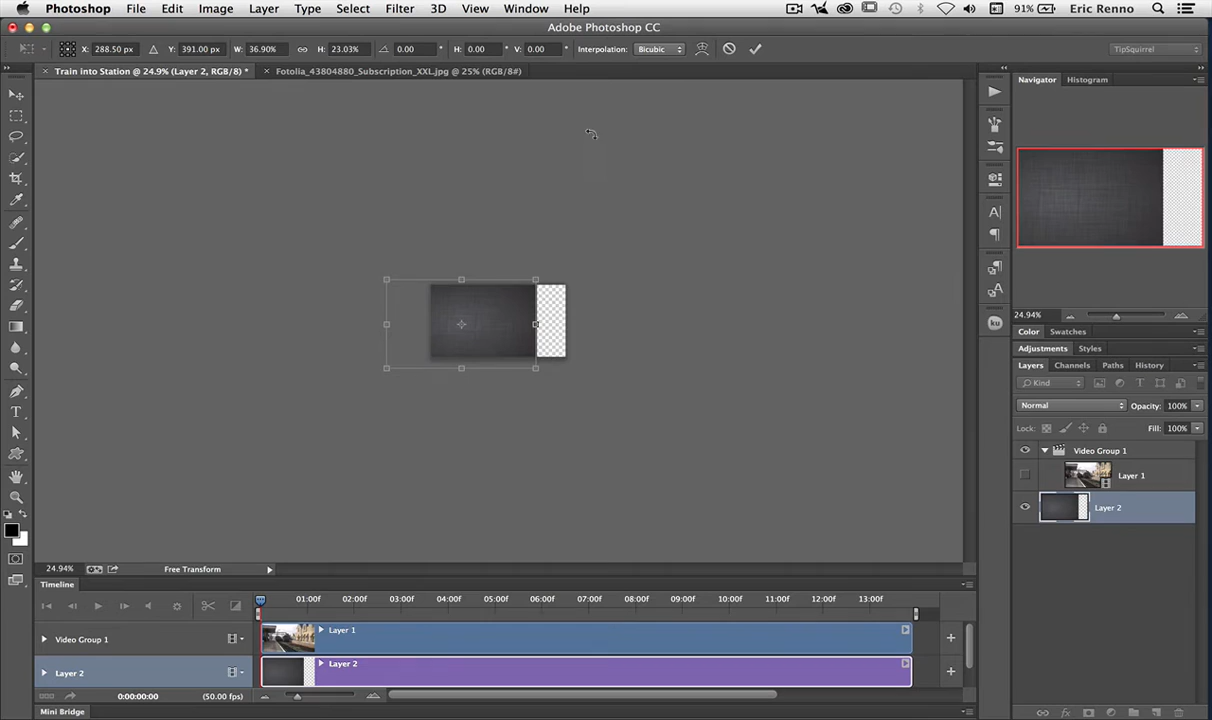 Photoshop File Edit Image Layer Type Select Filter 3D View Window Help 91% Eric Renno
Adobe Photoshop CC
X: 288.50 px Y: 391.00 px W: 36.90% H: 23.03% 0.00 ° H: 0.00 ° V: 0.00 ° Interpolation: Bicubic TipSquirrel
Train into Station @ 24.9% (Layer 2, RGB/8) * Fotolia_43804880_Subscription_XXL.jpg @ 25% (RGB/8#)
Navigator Histogram
24.94%
Color Swatches
Adjustments Styles
Layers Channels Paths History
Kind
Normal Opacity: 100%
Lock: Fill: 100%
Video Group 1
Layer 1
Layer 2
ku
24.94% Free Transform
Timeline
01:00f 02:00f 03:00f 04:00f 05:00f 06:00f 07:00f 08:00f 09:00f 10:00f 11:00f 12:00f 13:00f
Video Group 1 Layer 1
Layer 2 Layer 2
0:00:00:00 (50.00 fps)
Mini Bridge